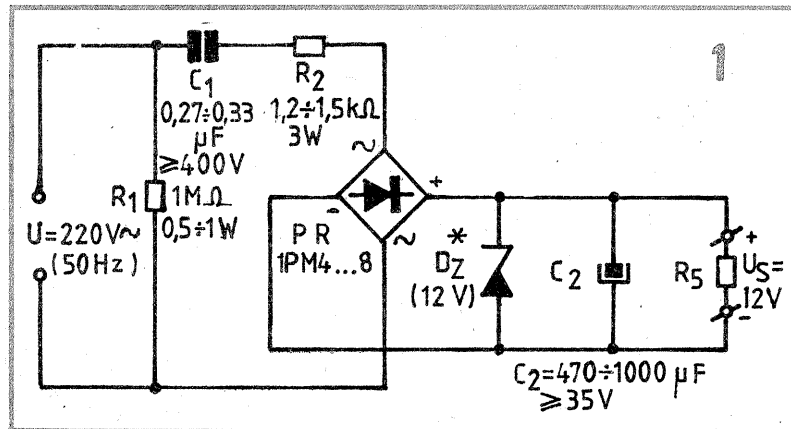 1
C1
0,27÷0,33
µF
≥400V
R2
1,2÷1,5kΩ
3W
~
R1
1MΩ
0,5÷1W
U=220V~
(50Hz)
+
-
~
PR
1PM4...8
*
DZ
(12V)
C2
R5
+
US=
12V
-
C2=470÷1000 µF
≥35V